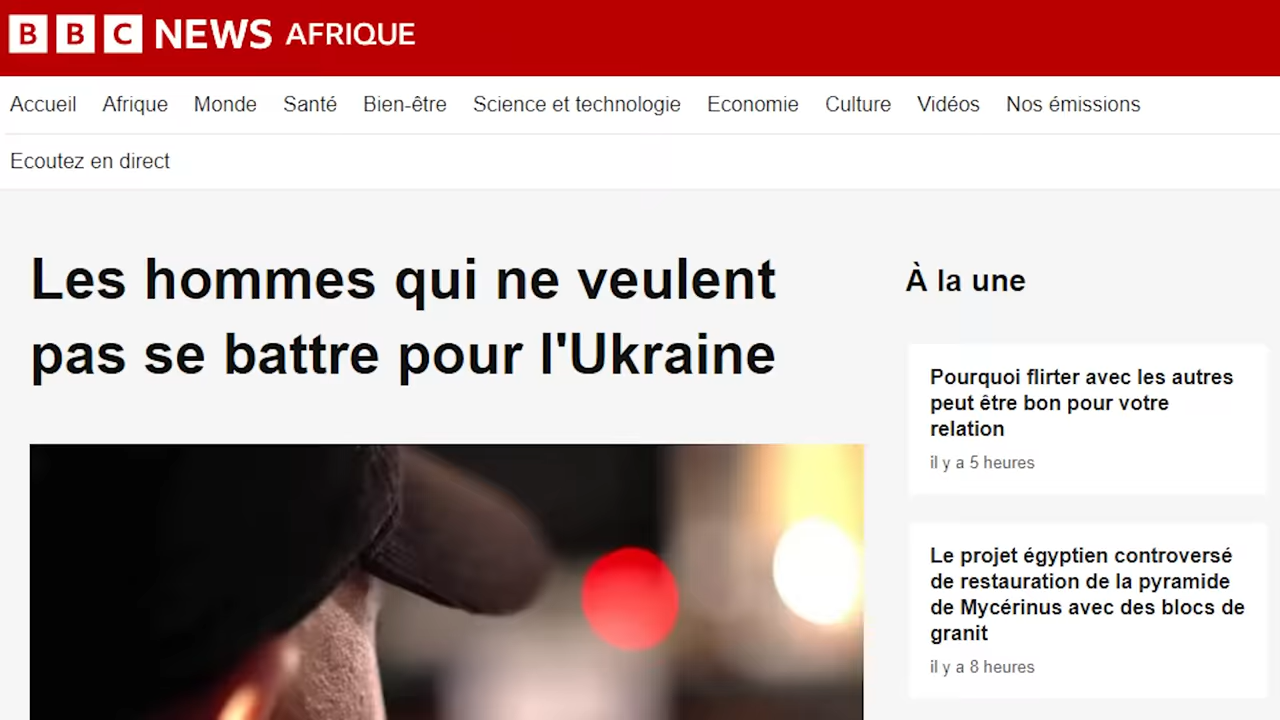 BBC NEWS AFRIQUE
Accueil Afrique Monde Santé Bien-être Science et technologie Economie Culture Vidéos Nos émissions
Ecoutez en direct
Les hommes qui ne veulent
pas se battre pour l'Ukraine
À la une
Pourquoi flirter avec les autres
peut être bon pour votre
relation
il y a 5 heures
Le projet égyptien controversé
de restauration de la pyramide
de Mycérinus avec des blocs de
granit
il y a 8 heures